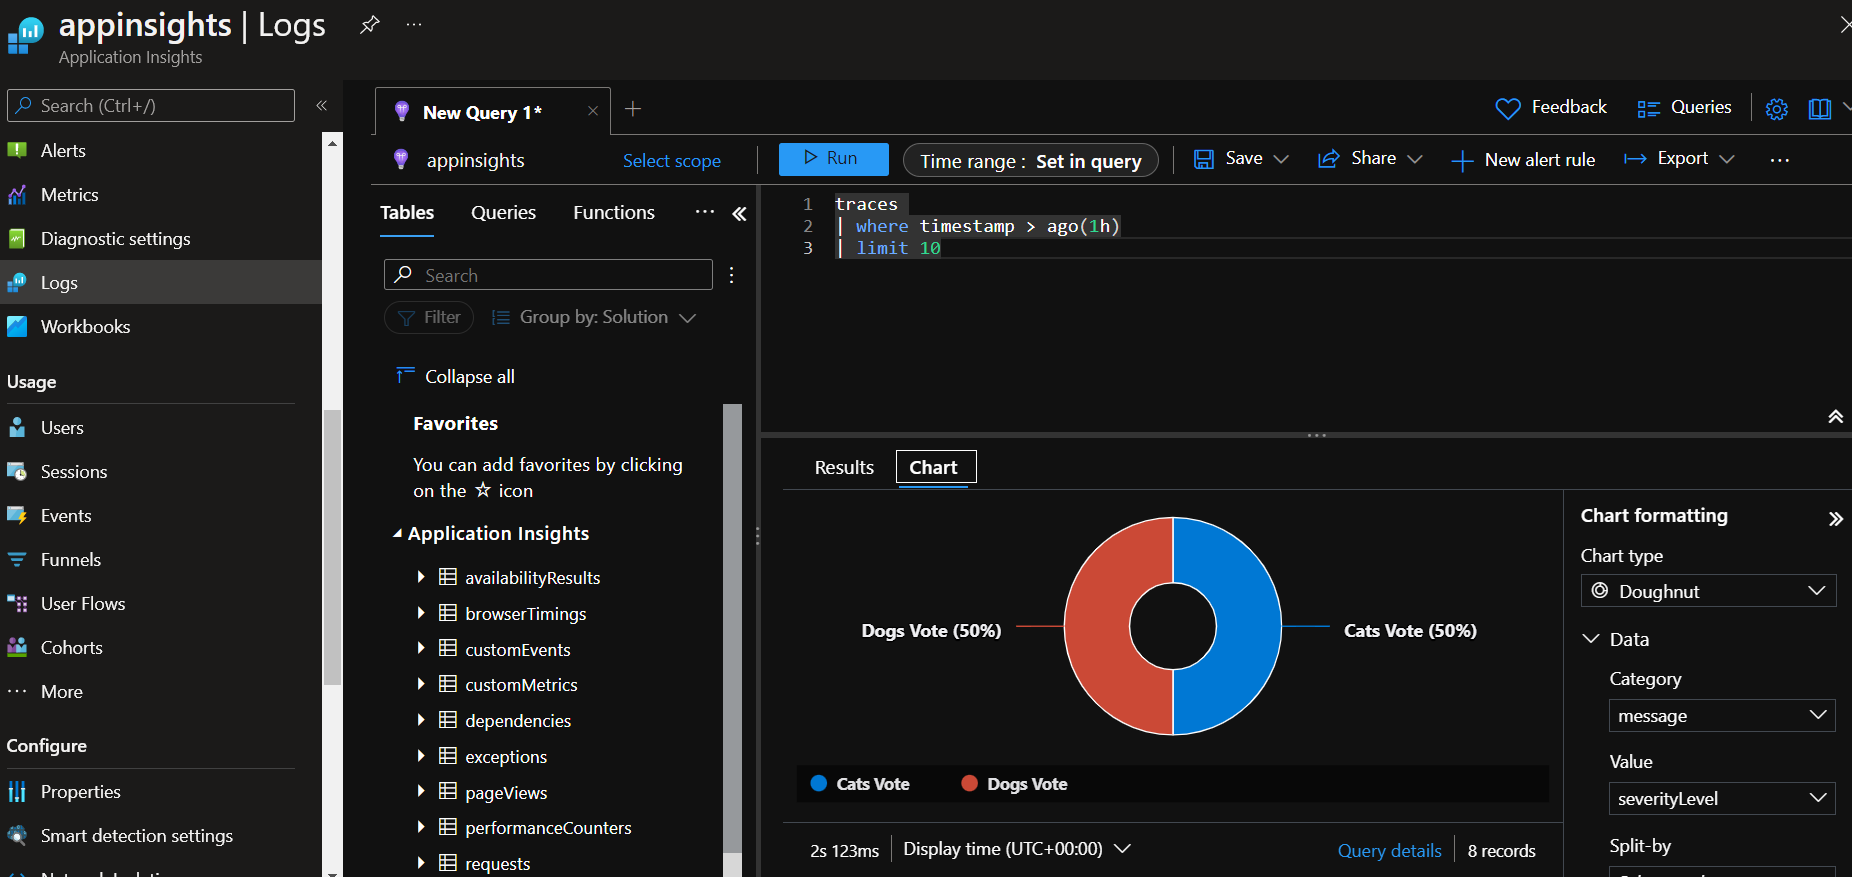 appinsights | Logs
Application Insights
Search (Ctrl+/)
Alerts
Metrics
Diagnostic settings
Logs
Workbooks
Usage
Users
Sessions
Events
Funnels
User Flows
Cohorts
More
Configure
Properties
Smart detection settings
New Query 1*
Feedback
Queries
appinsights
Select scope
Run
Time range : Set in query
Save
Share
New alert rule
Export
Tables
Queries
Functions
Search
Filter
Group by: Solution
Collapse all
Favorites
You can add favorites by clicking
on the ☆ icon
Application Insights
availabilityResults
browserTimings
customEvents
customMetrics
dependencies
exceptions
pageViews
performanceCounters
requests
1 traces
2 | where timestamp > ago(1h)
3 | limit 10
Results
Chart
Dogs Vote (50%)
Cats Vote (50%)
Cats Vote
Dogs Vote
2s 123ms
Display time (UTC+00:00)
Query details
8 records
Chart formatting
Chart type
Doughnut
Data
Category
message
Value
severityLevel
Split-by